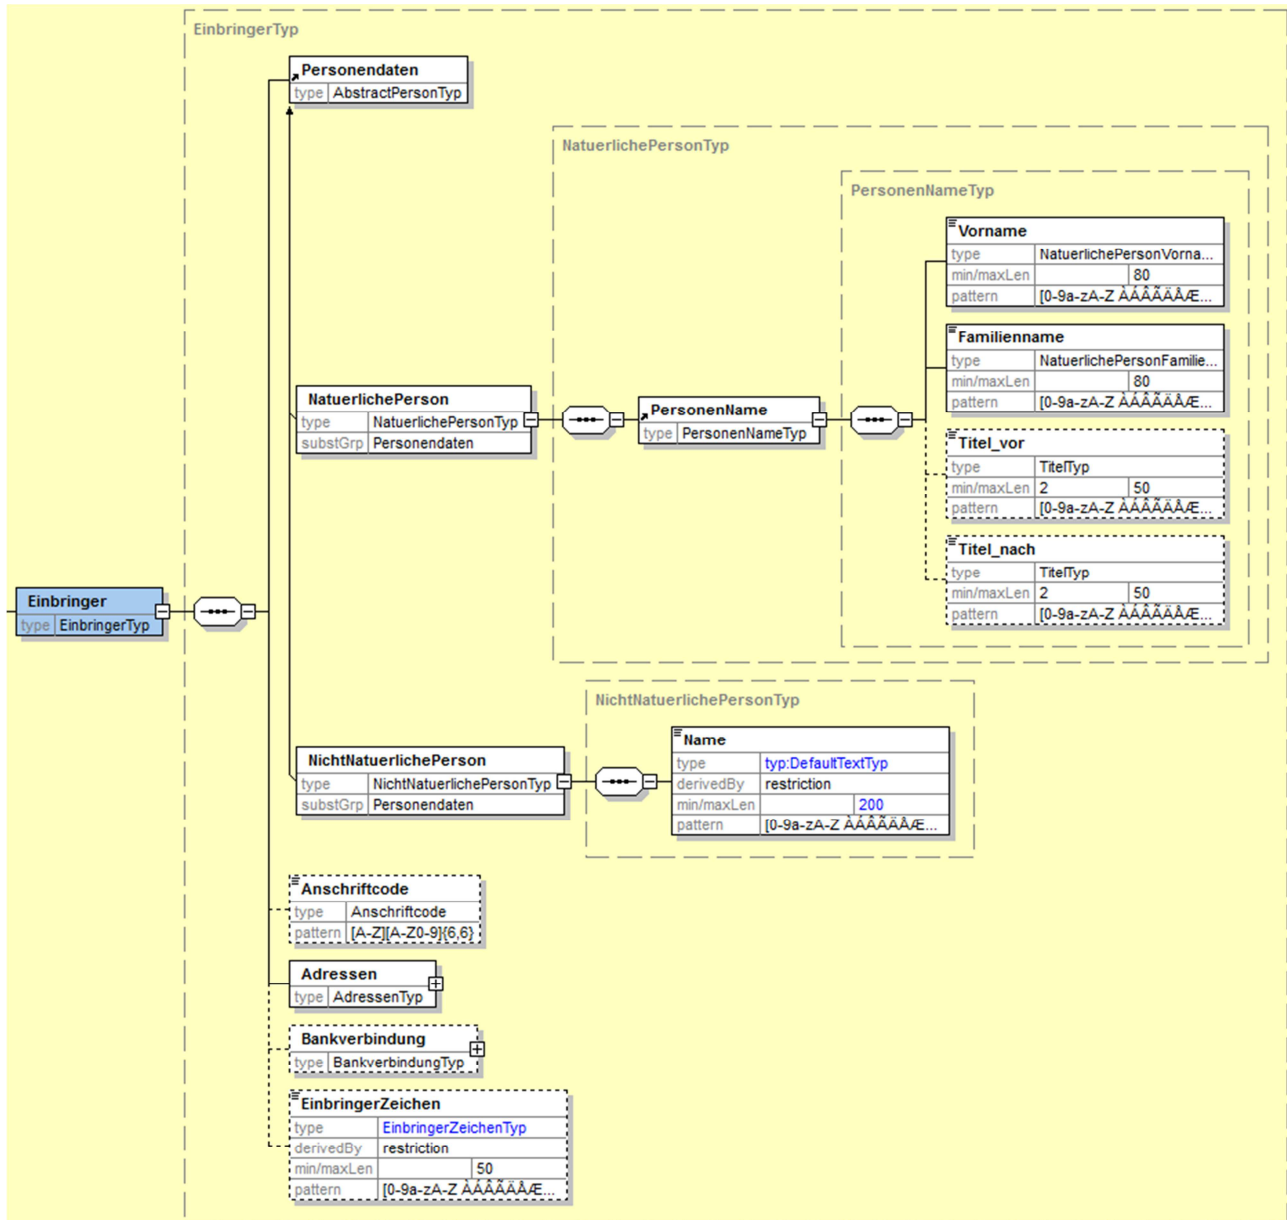 EinbringerTyp
Personendaten
type AbstractPersonTyp
NatuerlichePersonTyp
PersonenNameTyp
Vorname
type NatuerlichePersonVorna...
min/maxLen 80
pattern [0-9a-zA-Z ÀÁÂÃÄÅÆ...
Familienname
type NatuerlichePersonFamilie...
min/maxLen 80
pattern [0-9a-zA-Z ÀÁÂÃÄÅÆ...
NatuerlichePerson
type NatuerlichePersonTyp
substGrp Personendaten
PersonenName
type PersonenNameTyp
Titel_vor
type TitelTyp
min/maxLen 2 50
pattern [0-9a-zA-Z ÀÁÂÃÄÅÆ...
Titel_nach
type TitelTyp
min/maxLen 2 50
pattern [0-9a-zA-Z ÀÁÂÃÄÅÆ...
Einbringer
type EinbringerTyp
NichtNatuerlichePersonTyp
Name
type typ:DefaultTextTyp
derivedBy restriction
min/maxLen 200
pattern [0-9a-zA-Z ÀÁÂÃÄÅÆ...
NichtNatuerlichePerson
type NichtNatuerlichePersonTyp
substGrp Personendaten
Anschriftcode
type Anschriftcode
pattern [A-Z][A-Z0-9]{6,6}
Adressen
type AdressenTyp
Bankverbindung
type BankverbindungTyp
EinbringerZeichen
type EinbringerZeichenTyp
derivedBy restriction
min/maxLen 50
pattern [0-9a-zA-Z ÀÁÂÃÄÅÆ...